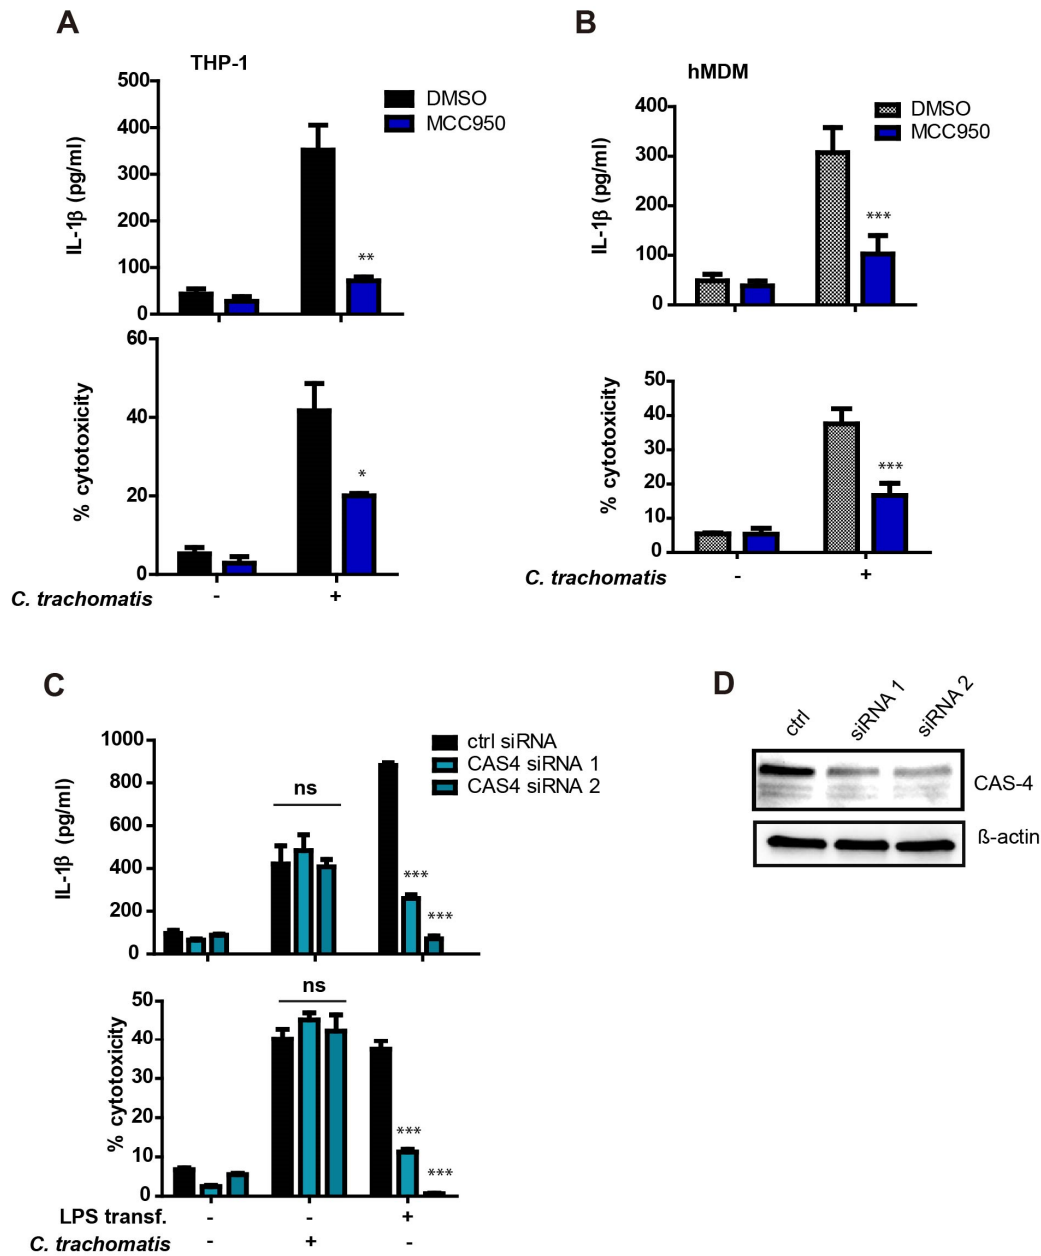 A
THP-1
500
400
300
200
100
0
IL-1β (pg/ml)
DMSO
MCC950
**
60
40
20
0
% cytotoxicity
*
C. trachomatis - +
B
hMDM
400
300
200
100
0
IL-1β (pg/ml)
DMSO
MCC950
***
50
40
30
20
10
0
% cytotoxicity
***
C. trachomatis - +
C
1000
800
600
400
200
0
IL-1β (pg/ml)
ctrl siRNA
CAS4 siRNA 1
CAS4 siRNA 2
ns
***
***
50
40
30
20
10
0
% cytotoxicity
ns
***
***
LPS transf. - - +
C. trachomatis - + -
D
ctrl
siRNA 1
siRNA 2
CAS-4
ß-actin